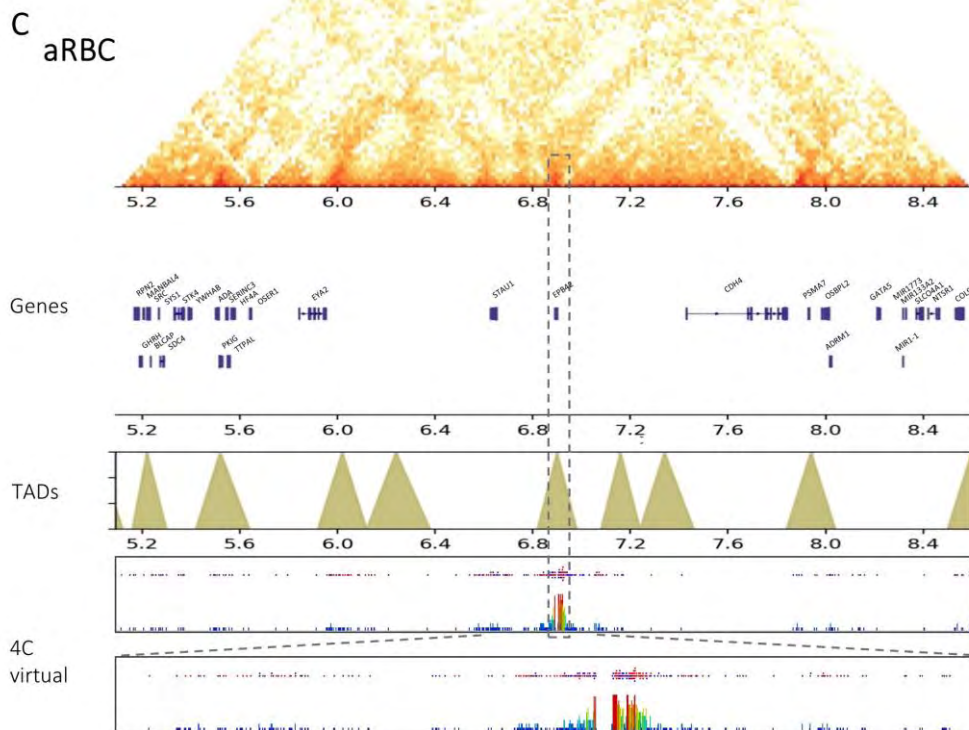 C
aRBC
5.2 5.6 6.0 6.4 6.8 7.2 7.6 8.0 8.4
Genes
RPN2 MANBAL4 SRC SYS1 STK4 YWHAB ADA SERINC3 HF4A OSER1 EYA2 STAU1 CDH4 PSMA7 OSBPL2 GATA5 MIR1773 MIR133A2 SLCO4A1 NTSR1
GHRH BLCAP SDC4 PKIG TTPAL ADRM1 MIR1-1
5.2 5.6 6.0 6.4 6.8 7.2 7.6 8.0 8.4
TADs
5.2 5.6 6.0 6.4 6.8 7.2 7.6 8.0 8.4
4C
virtual